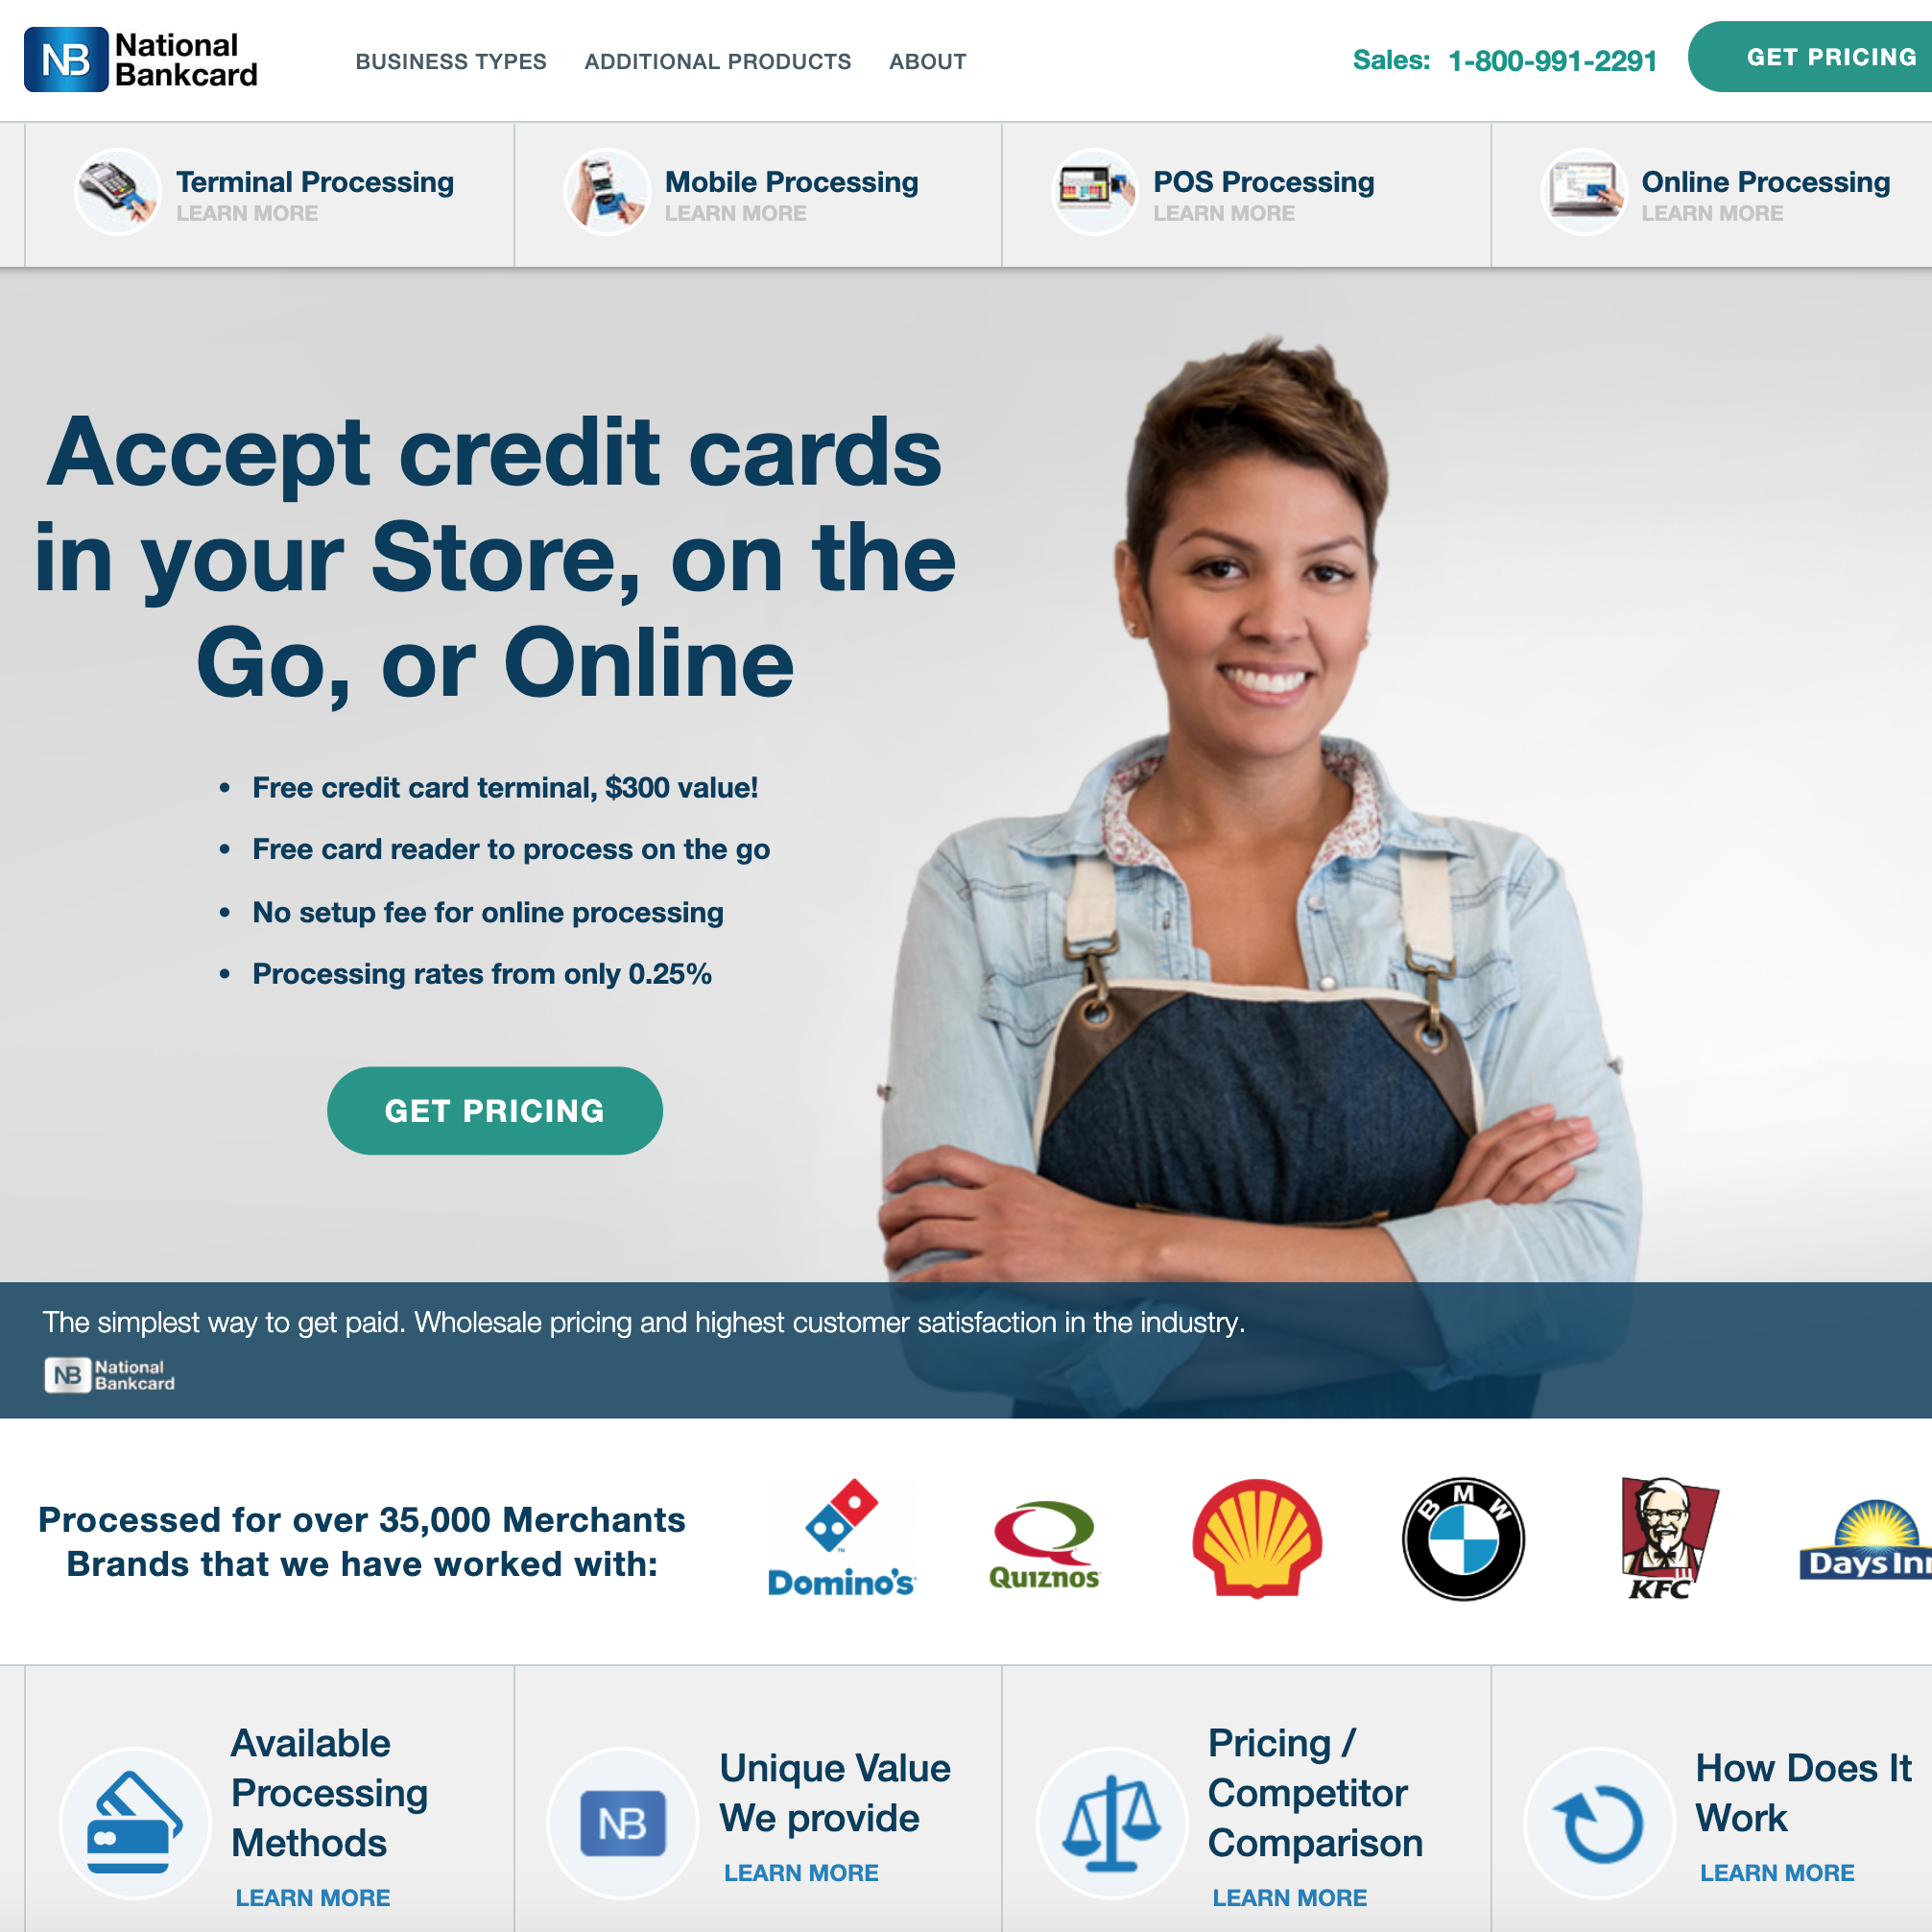 NB National
Bankcard
BUSINESS TYPES ADDITIONAL PRODUCTS ABOUT
Sales: 1-800-991-2291
GET PRICING
Terminal Processing
LEARN MORE
Mobile Processing
LEARN MORE
POS Processing
LEARN MORE
Online Processing
LEARN MORE
Accept credit cards
in your Store, on the
Go, or Online
• Free credit card terminal, $300 value!
• Free card reader to process on the go
• No setup fee for online processing
• Processing rates from only 0.25%
GET PRICING
The simplest way to get paid. Wholesale pricing and highest customer satisfaction in the industry.
NB National
Bankcard
Processed for over 35,000 Merchants
Brands that we have worked with:
Domino's
QUIZNOS
BMW
KFC
Days Inn
Available
Processing
Methods
LEARN MORE
NB
Unique Value
We provide
LEARN MORE
Pricing /
Competitor
Comparison
LEARN MORE
How Does It
Work
LEARN MORE